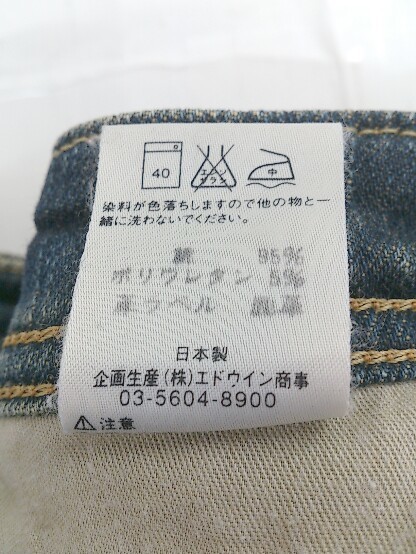 40
エンソ
サラシ
中
染料が色落ちしますので他の物と一
緒に洗わないでください。
綿 95%
ポリウレタン 5%
革ラベル 鹿革
日本製
企画生産(株)エドウイン商事
03-5604-8900
⚠注意